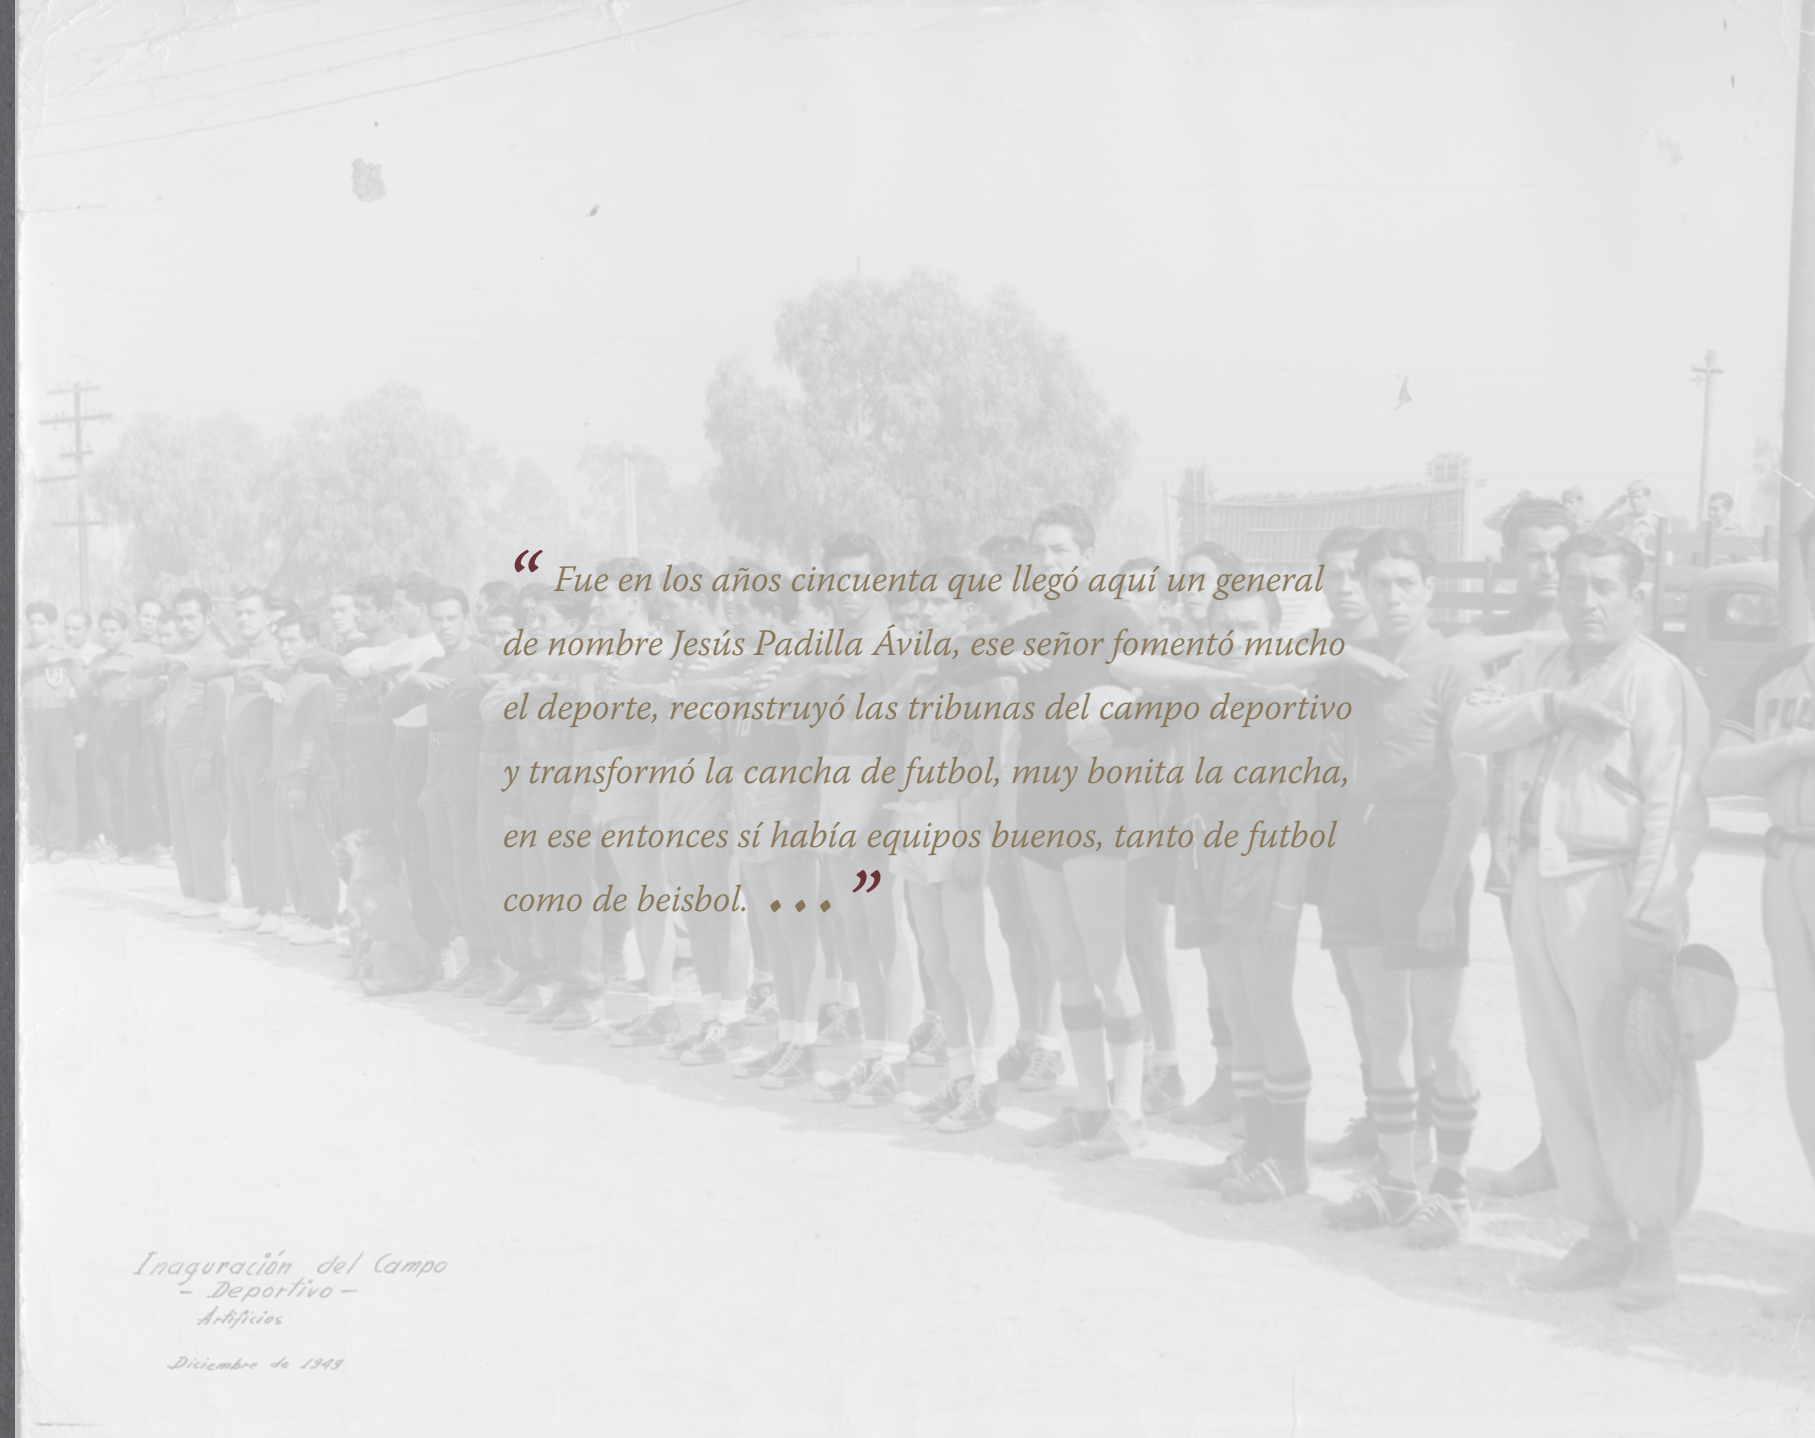 “ Fue en los años cincuenta que llegó aquí un general
de nombre Jesús Padilla Ávila, ese señor fomentó mucho
el deporte, reconstruyó las tribunas del campo deportivo
y transformó la cancha de futbol, muy bonita la cancha,
en ese entonces sí había equipos buenos, tanto de futbol
como de beisbol. ...”
Inaguración del Campo
- Deportivo -
Artificios
Diciembre de 1949